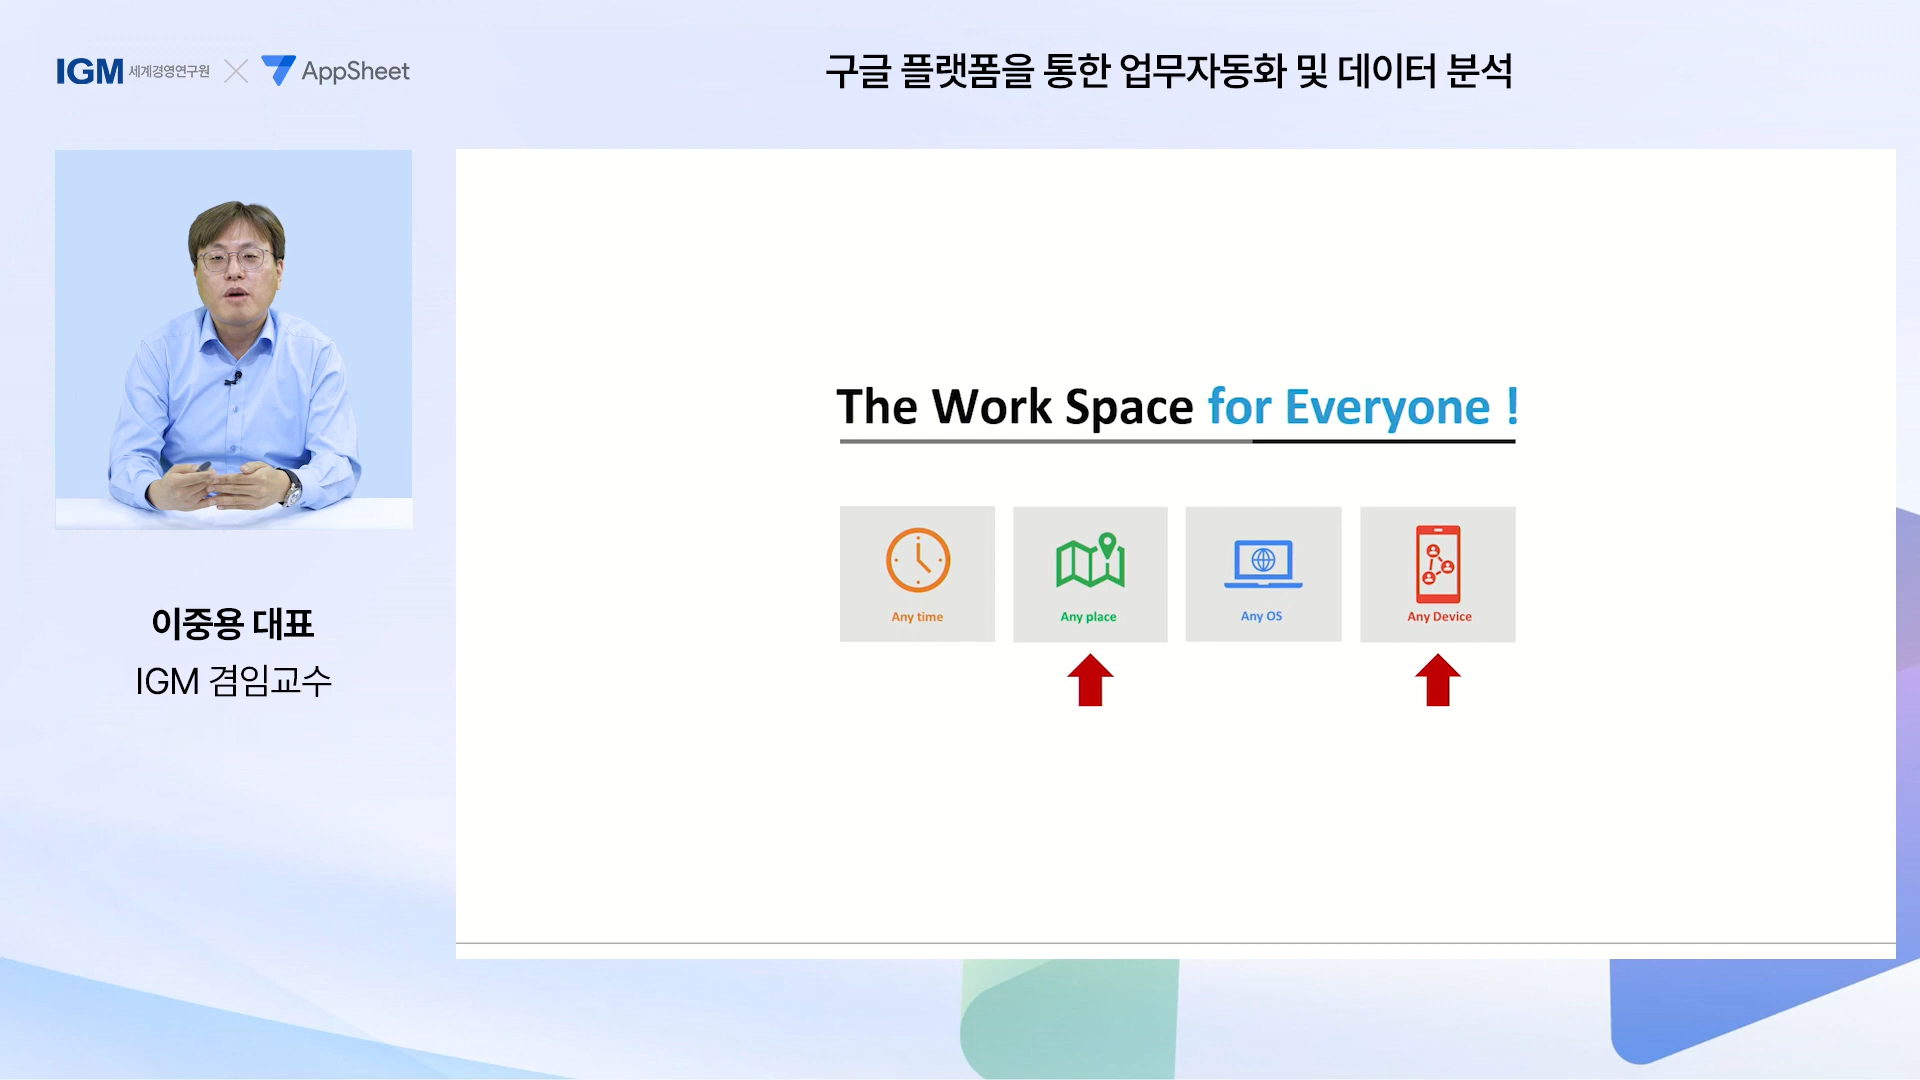 IGM 세계경영연구원 × AppSheet
구글 플랫폼을 통한 업무자동화 및 데이터 분석
이중용 대표
IGM 겸임교수
The Work Space for Everyone !
Any time
Any place
Any OS
Any Device